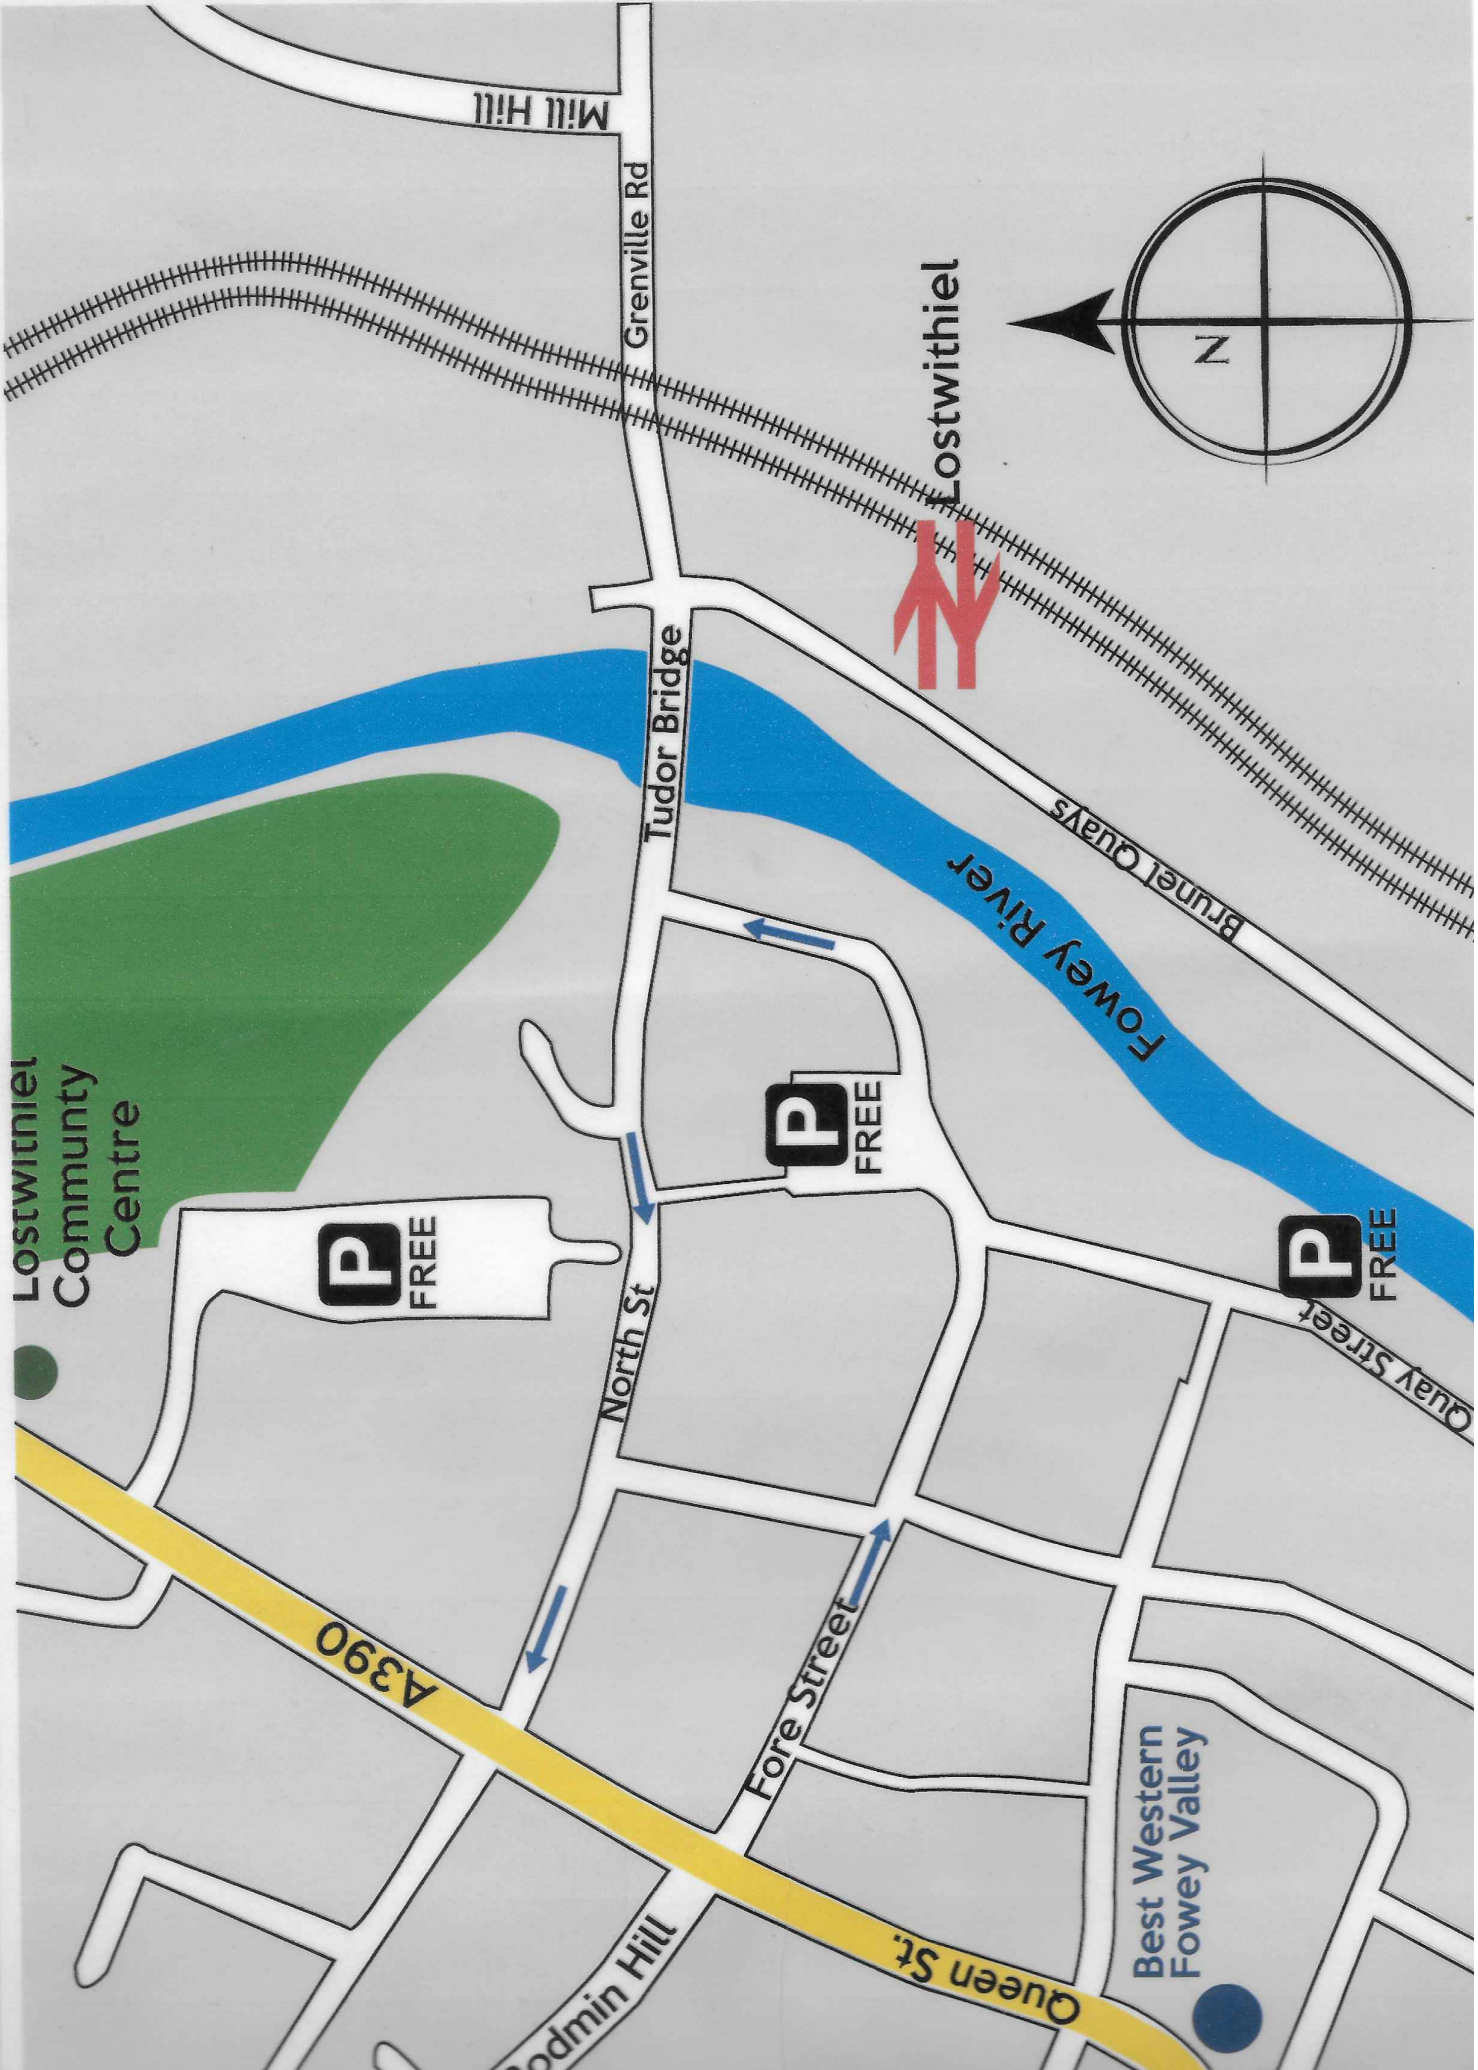 Lostwithiel
Communty
Centre
A390
P
FREE
Mill Hill
North St
Tudor Bridge
Grenville Rd
odmin Hill
Fore Street
P
FREE
Queen St.
Lostwithiel
Fowey River
Brunel Quays
Best Western
Fowey Valley
N
P
FREE
Quay Street